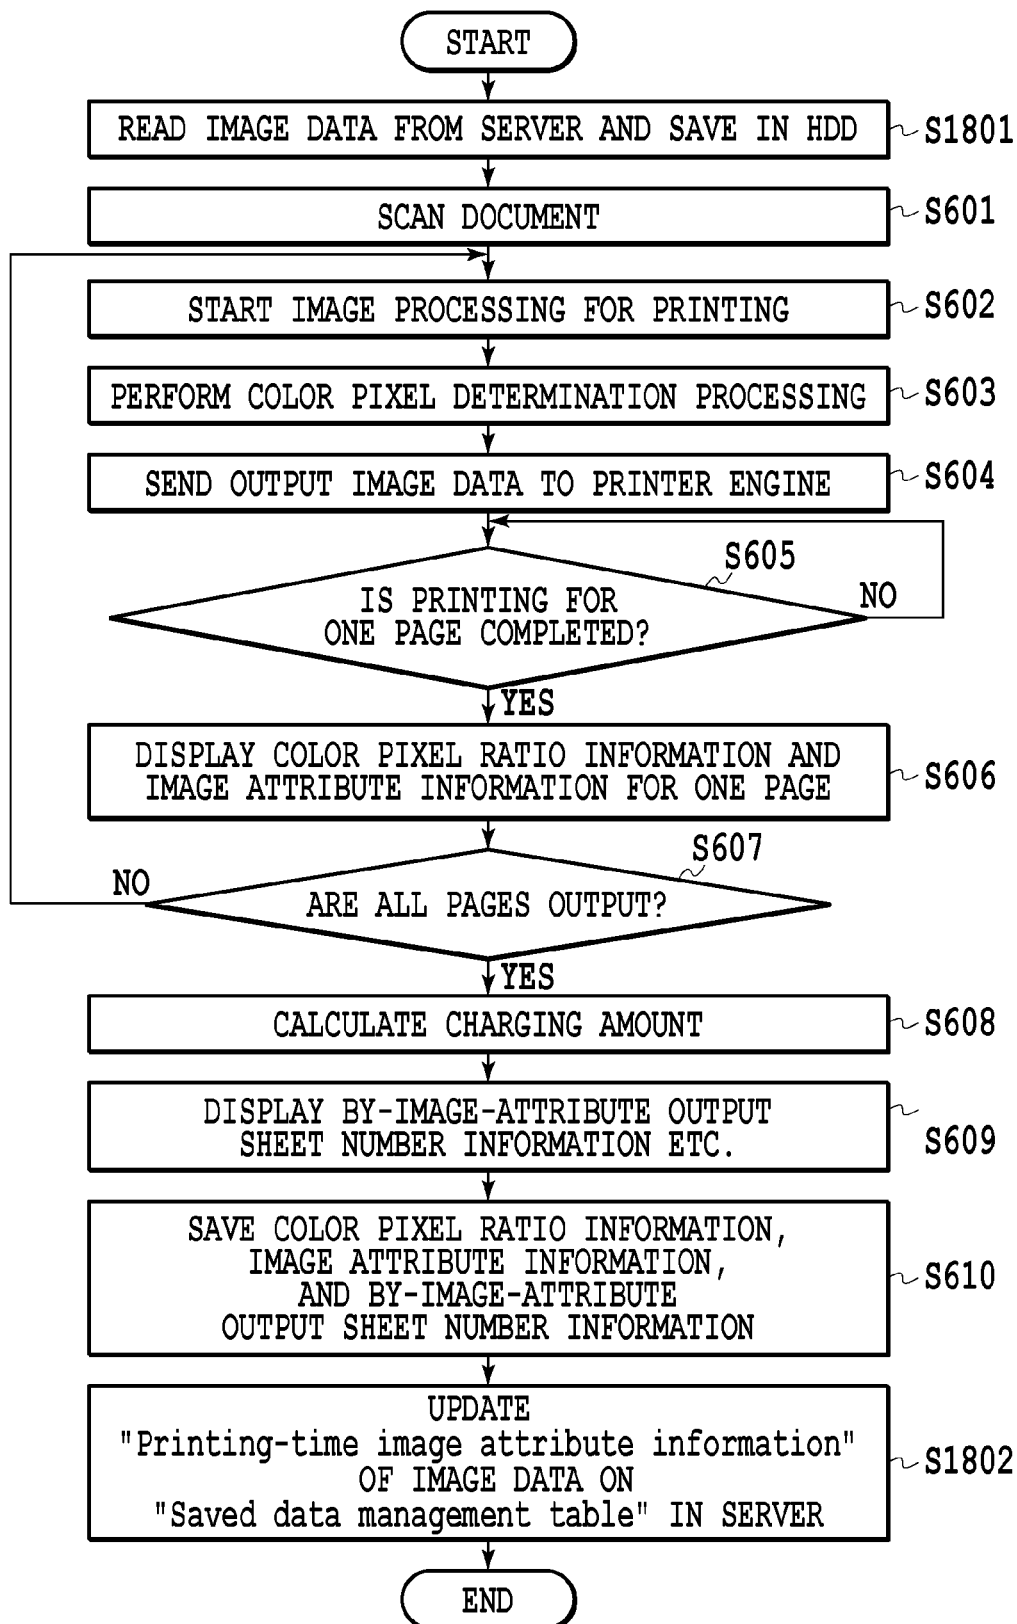 START
READ IMAGE DATA FROM SERVER AND SAVE IN HDD
S1801
SCAN DOCUMENT
S601
START IMAGE PROCESSING FOR PRINTING
S602
PERFORM COLOR PIXEL DETERMINATION PROCESSING
S603
SEND OUTPUT IMAGE DATA TO PRINTER ENGINE
S604
S605
IS PRINTING FOR
ONE PAGE COMPLETED?
NO
YES
DISPLAY COLOR PIXEL RATIO INFORMATION AND
IMAGE ATTRIBUTE INFORMATION FOR ONE PAGE
S606
S607
NO
ARE ALL PAGES OUTPUT?
YES
CALCULATE CHARGING AMOUNT
S608
DISPLAY BY-IMAGE-ATTRIBUTE OUTPUT
SHEET NUMBER INFORMATION ETC.
S609
SAVE COLOR PIXEL RATIO INFORMATION,
IMAGE ATTRIBUTE INFORMATION,
AND BY-IMAGE-ATTRIBUTE
OUTPUT SHEET NUMBER INFORMATION
S610
UPDATE
"Printing-time image attribute information"
OF IMAGE DATA ON
"Saved data management table" IN SERVER
S1802
END